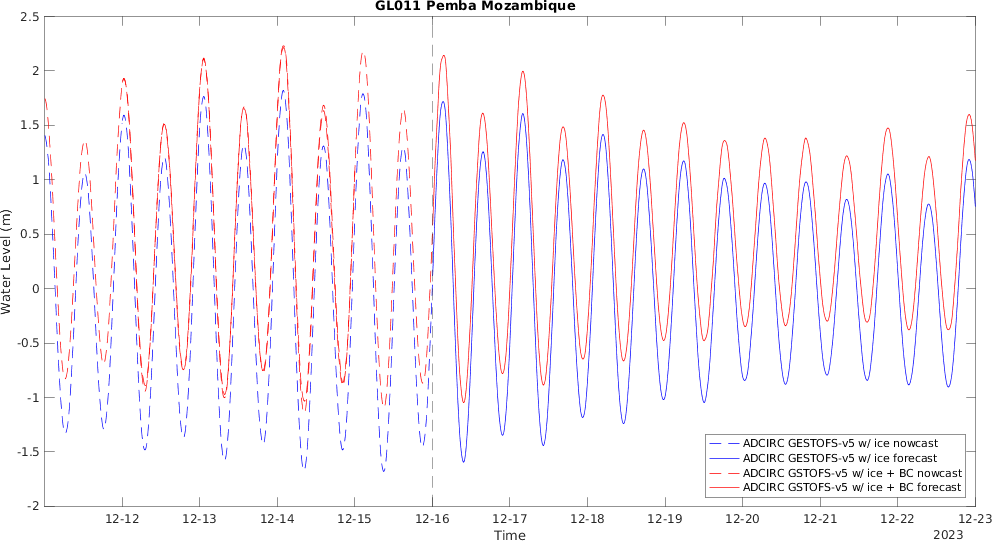 GL011 Pemba Mozambique
Water Level (m)
2.5
2
1.5
1
0.5
0
-0.5
-1
-1.5
-2
ADCIRC GESTOFS-v5 w/ ice nowcast
ADCIRC GESTOFS-v5 w/ ice forecast
ADCIRC GSTOFS-v5 w/ ice + BC nowcast
ADCIRC GSTOFS-v5 w/ ice + BC forecast
12-12 12-13 12-14 12-15 12-16 12-17 12-18 12-19 12-20 12-21 12-22 12-23
Time
2023